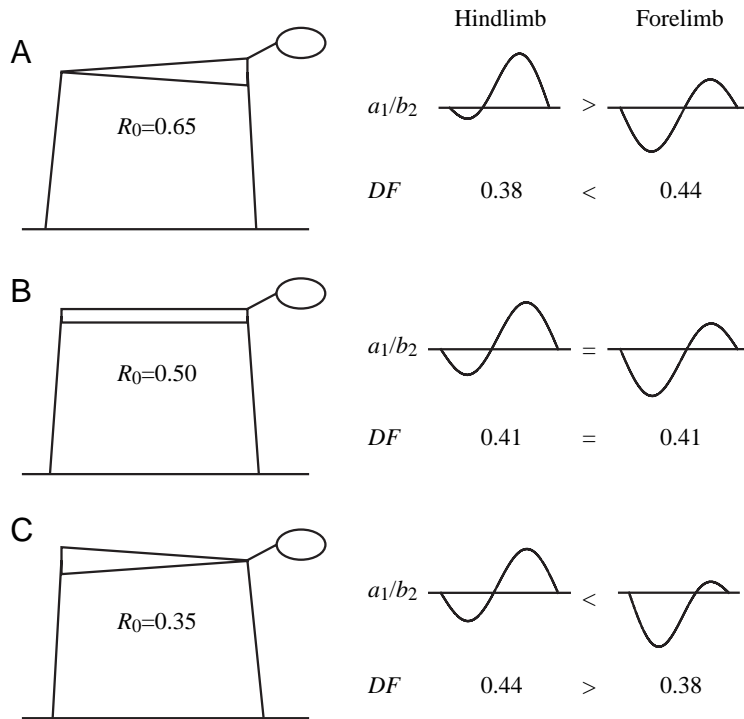 Hindlimb Forelimb
A
R0=0.65
a1/b2 >
DF 0.38 < 0.44
B
R0=0.50
a1/b2 =
DF 0.41 = 0.41
C
R0=0.35
a1/b2 <
DF 0.44 > 0.38